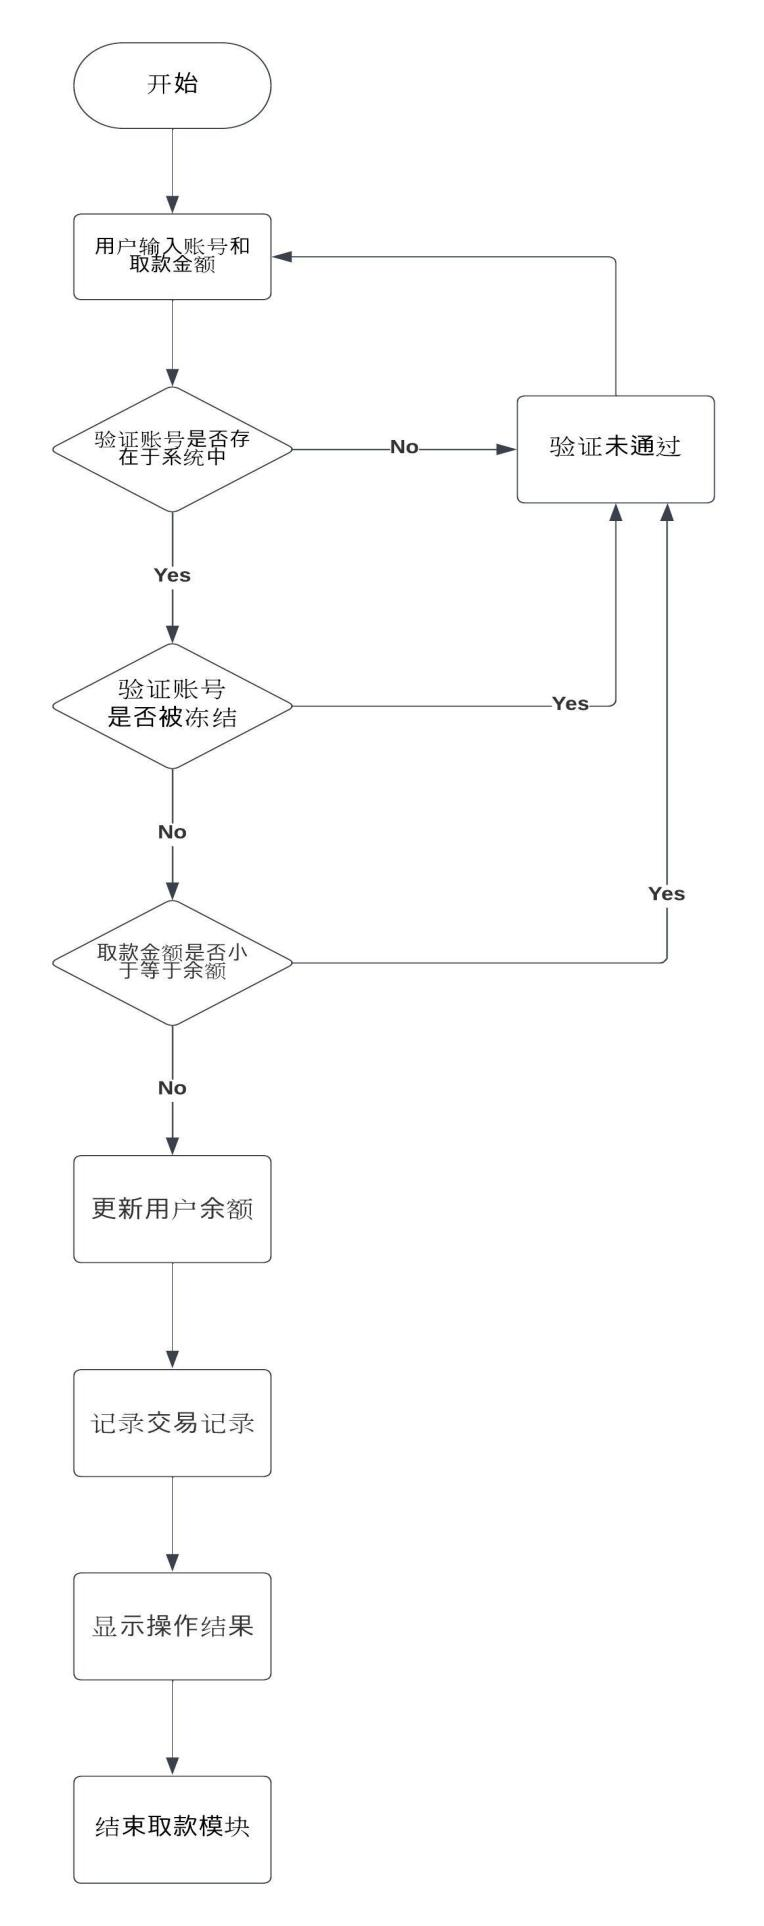 开始
用户输入账号和
取款金额
验证账号是否存
在于系统中
No
验证未通过
Yes
验证账号
是否被冻结
Yes
No
Yes
取款金额是否小
于等于余额
No
更新用户余额
记录交易记录
显示操作结果
结束取款模块